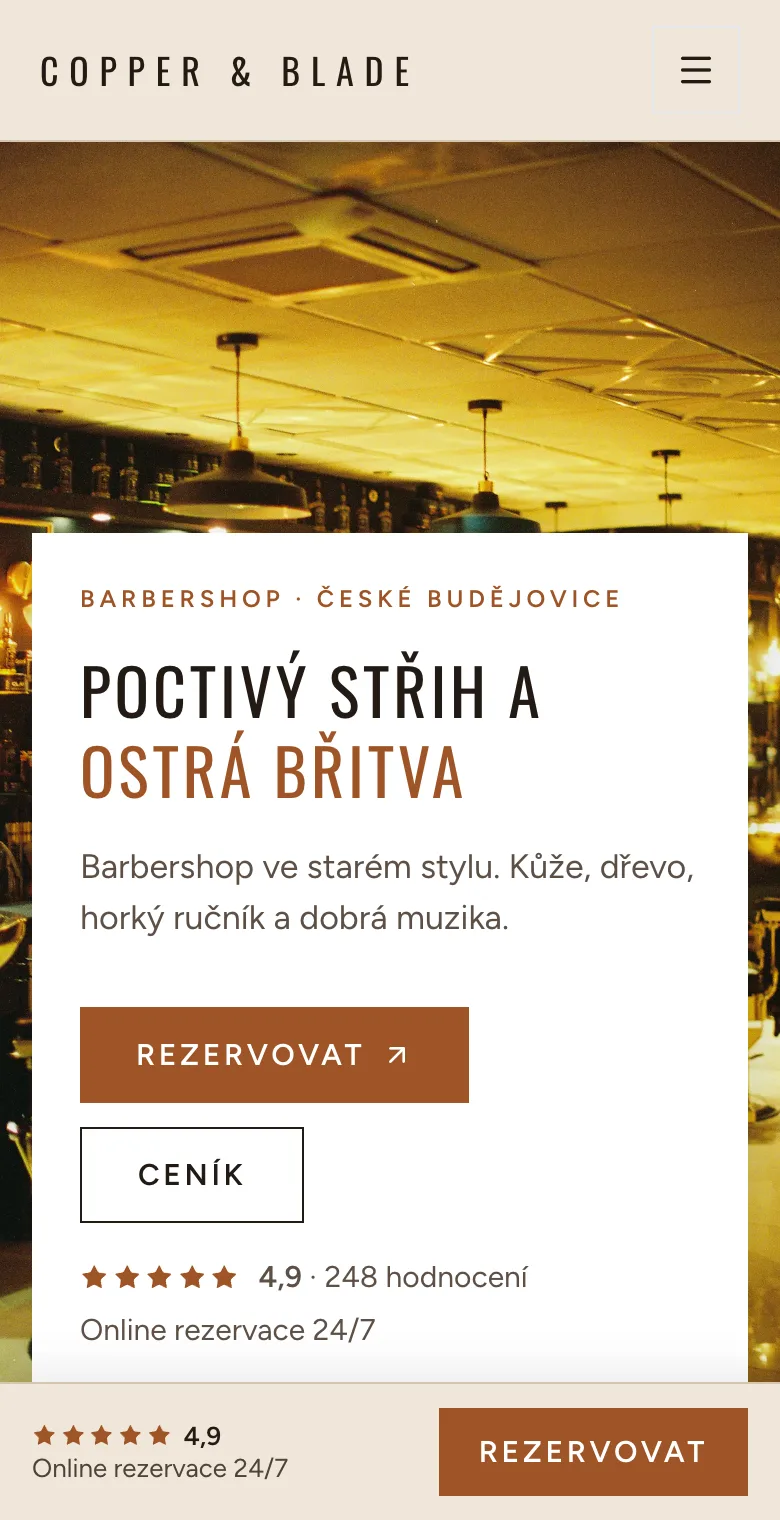 COPPER & BLADE
BARBERSHOP · ČESKÉ BUDĚJOVICE
POCTIVÝ STŘIH A
OSTRÁ BŘITVA
Barbershop ve starém stylu. Kůže, dřevo,
horký ručník a dobrá muzika.
REZERVOVAT
CENÍK
4,9 · 248 hodnocení
Online rezervace 24/7
4,9
Online rezervace 24/7
REZERVOVAT